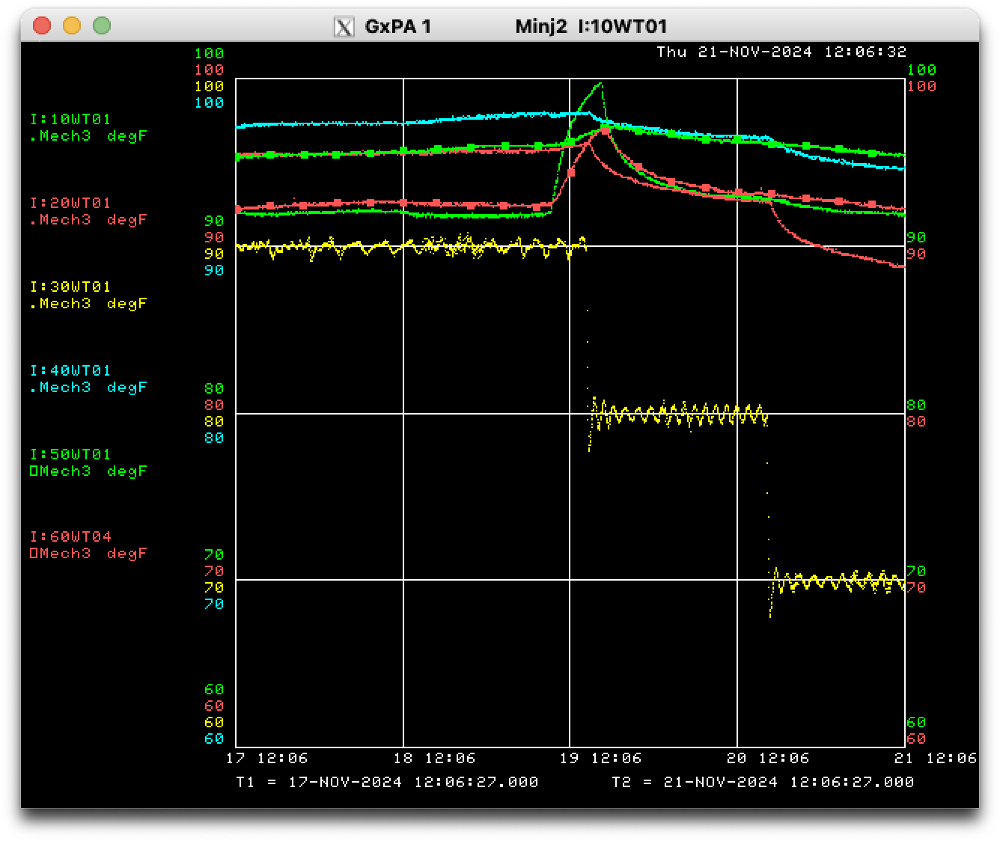 GxPA 1 Minj2 I:10WT01
Thu 21-NOV-2024 12:06:32
100
100
100
100
100
100
I:10WT01
.Mech3 degF
I:20WT01
.Mech3 degF
90
90
90
90
90
90
I:30WT01
.Mech3 degF
I:40WT01
.Mech3 degF
80
80
80
80
80
80
I:50WT01
Mech3 degF
I:60WT04
Mech3 degF
70
70
70
70
70
70
60
60
60
60
60
60
17 12:06 18 12:06 19 12:06 20 12:06 21 12:06
T1 = 17-NOV-2024 12:06:27.000 T2 = 21-NOV-2024 12:06:27.000